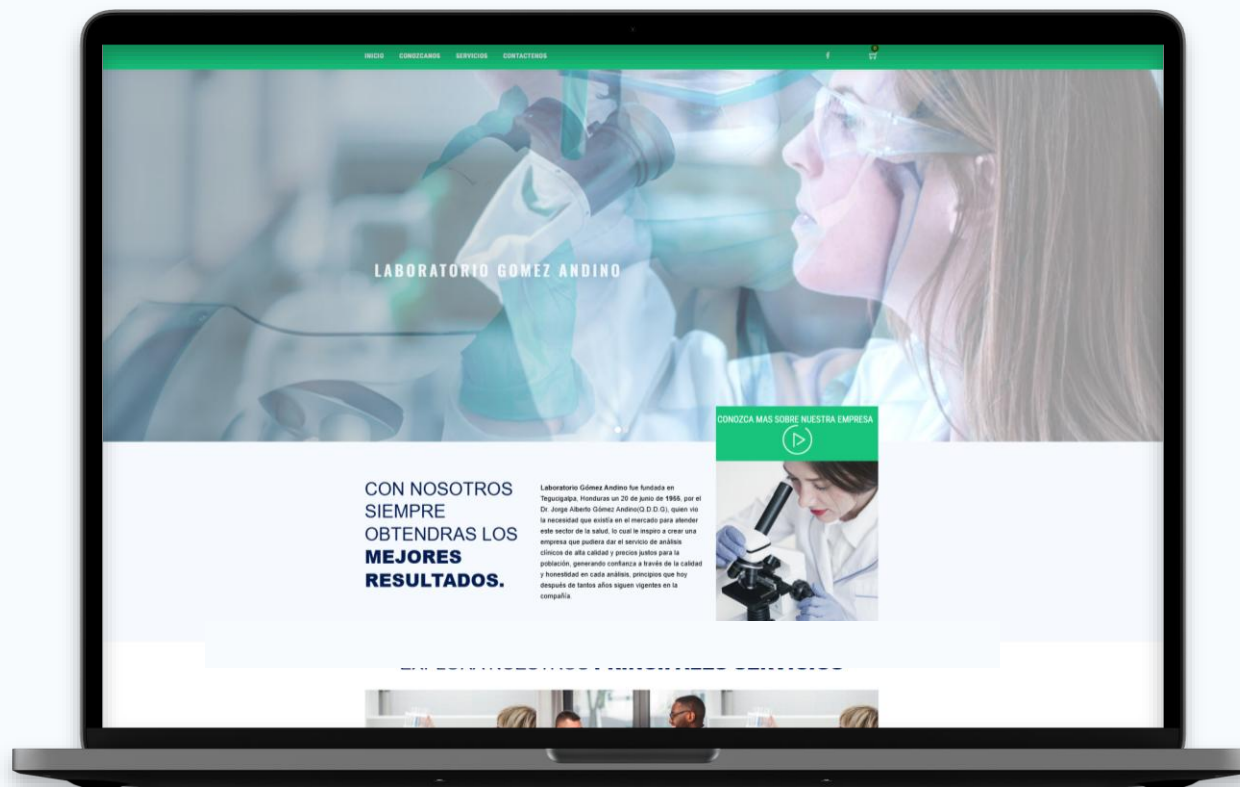 INICIO CONOZCANOS SERVICIOS CONTACTENOS f 0
LABORATORIO GOMEZ ANDINO
CONOZCA MAS SOBRE NUESTRA EMPRESA
CON NOSOTROS
SIEMPRE
OBTENDRAS LOS
MEJORES
RESULTADOS.
Laboratorio Gómez Andino fue fundada en
Tegucigalpa, Honduras un 20 de junio de 1955, por el
Dr. Jorge Alberto Gómez Andino(Q.D.D.G), quien vio
la necesidad que existía en el mercado para atender
este sector de la salud, lo cual le inspiro a crear una
empresa que pudiera dar el servicio de análisis
clínicos de alta calidad y precios justos para la
población, generando confianza a través de la calidad
y honestidad en cada análisis, principios que hoy
después de tantos años siguen vigentes en la
compañía.
EXPLORA NUESTROS PRINCIPALES SERVICIOS